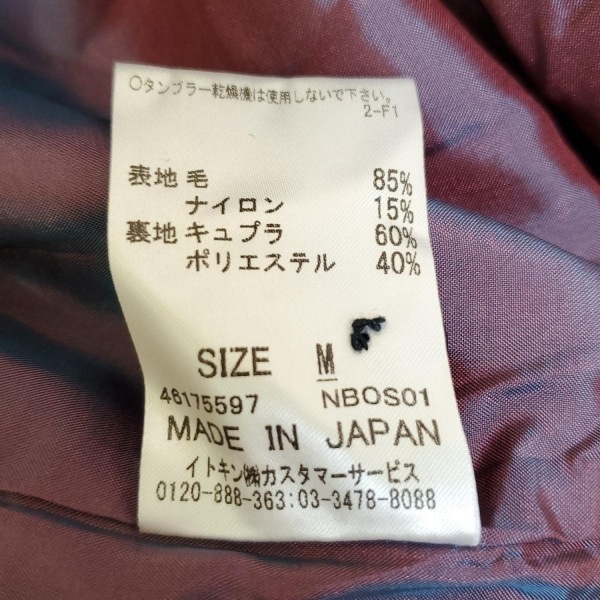 ○タンブラー乾燥機は使用しないで下さい。
2-F1
表地 毛 85%
ナイロン 15%
裏地 キュプラ 60%
ポリエステル 40%
SIZE M
46175597 NBOS01
MADE IN JAPAN
イトキン㈱カスタマーサービス
0120-888-363:03-3478-8088